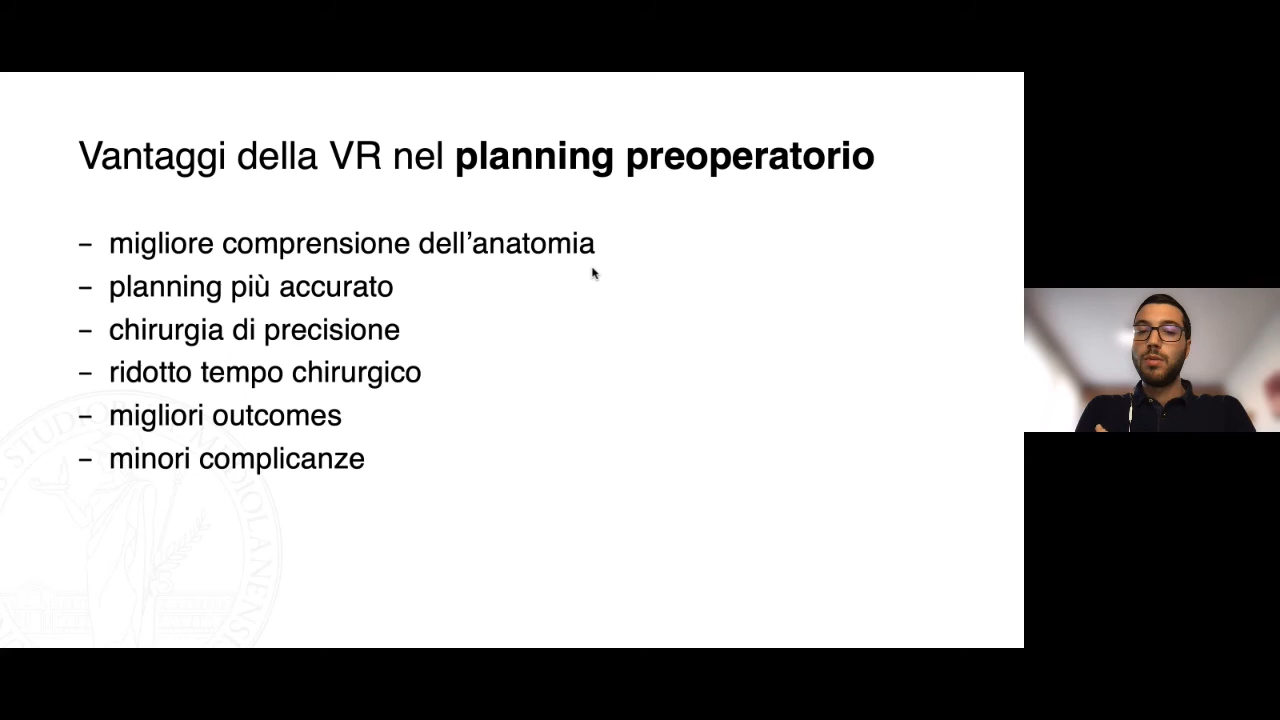 Vantaggi della VR nel planning preoperatorio
– migliore comprensione dell’anatomia
– planning più accurato
– chirurgia di precisione
– ridotto tempo chirurgico
– migliori outcomes
– minori complicanze